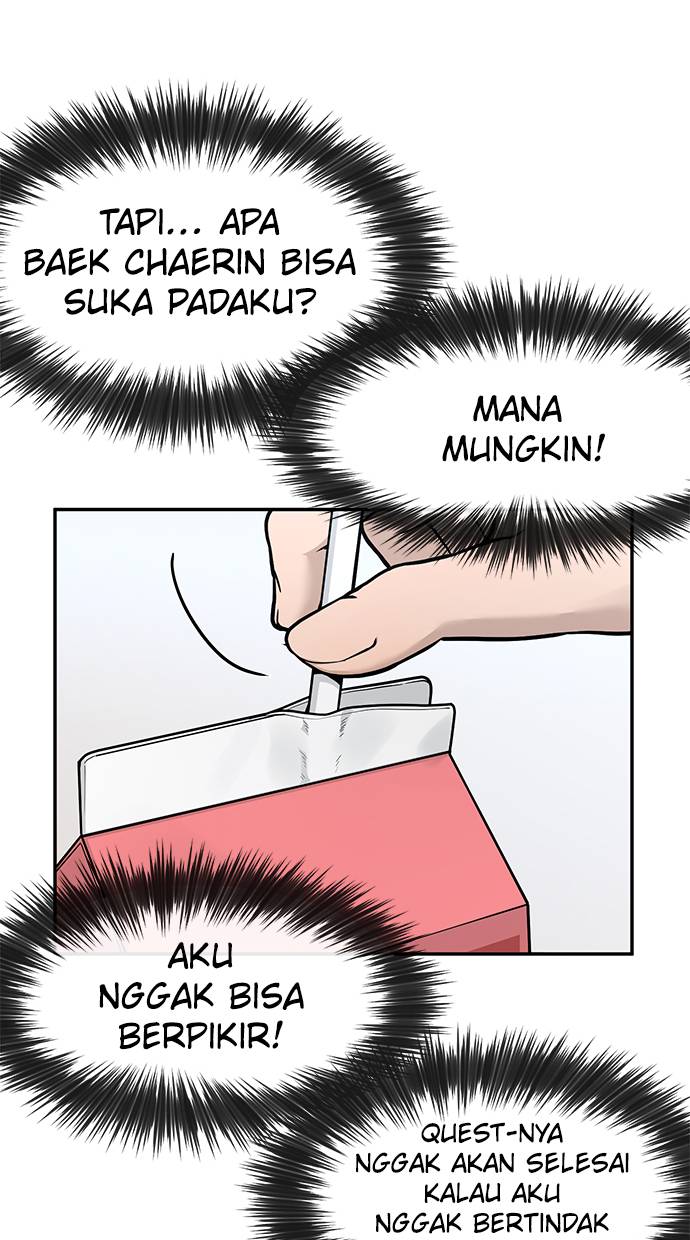 TAPI... APA
BAEK CHAERIN BISA
SUKA PADAKU?
MANA
MUNGKIN!
AKU
NGGAK BISA
BERPIKIR!
QUEST-NYA
NGGAK AKAN SELESAI
KALAU AKU
NGGAK BERTINDAK